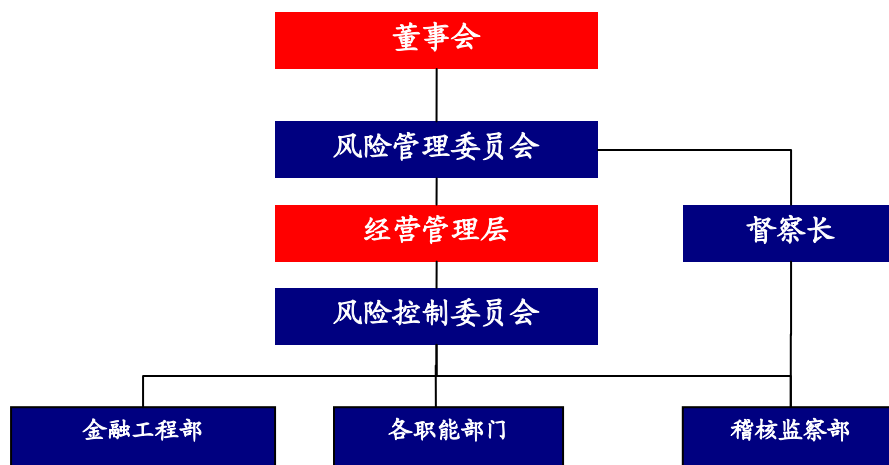 董事会
风险管理委员会
经营管理层
督察长
风险控制委员会
金融工程部
各职能部门
稽核监察部